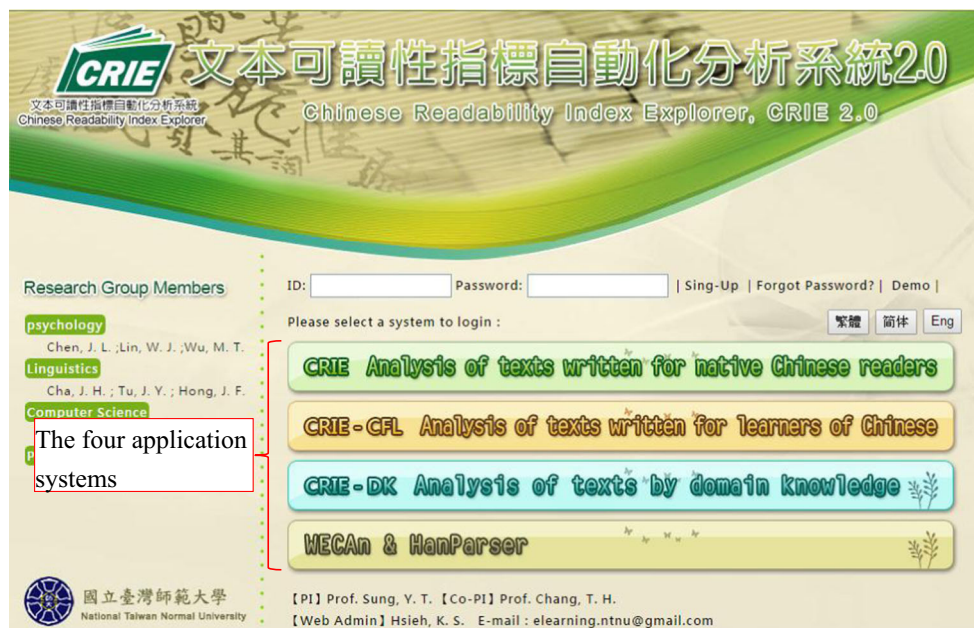 CRIE
文本可讀性指標自動化分析系統
Chinese Readability Index Explorer
文本可讀性指標自動化分析系統2.0
Chinese Readability Index Explorer, CRIE 2.0
Research Group Members
psychology
Chen, J. L. ;Lin, W. J. ;Wu, M. T.
Linguistics
Cha, J. H. ; Tu, J. Y. ; Hong, J. F.
Computer Science
The four application
systems
ID: Password: | Sing-Up | Forgot Password? | Demo |
Please select a system to login : 繁體 简体 Eng
CRIE Analysis of texts written for native Chinese readers
CRIE - CFL Analysis of texts written for learners of Chinese
CRIE - DK Analysis of texts by domain knowledge
WECAn & HanParser
國立臺灣師範大學
National Taiwan Normal University
【PI】Prof. Sung, Y. T.【Co-PI】Prof. Chang, T. H.
【Web Admin】Hsieh, K. S. E-mail : elearning.ntnu@gmail.com